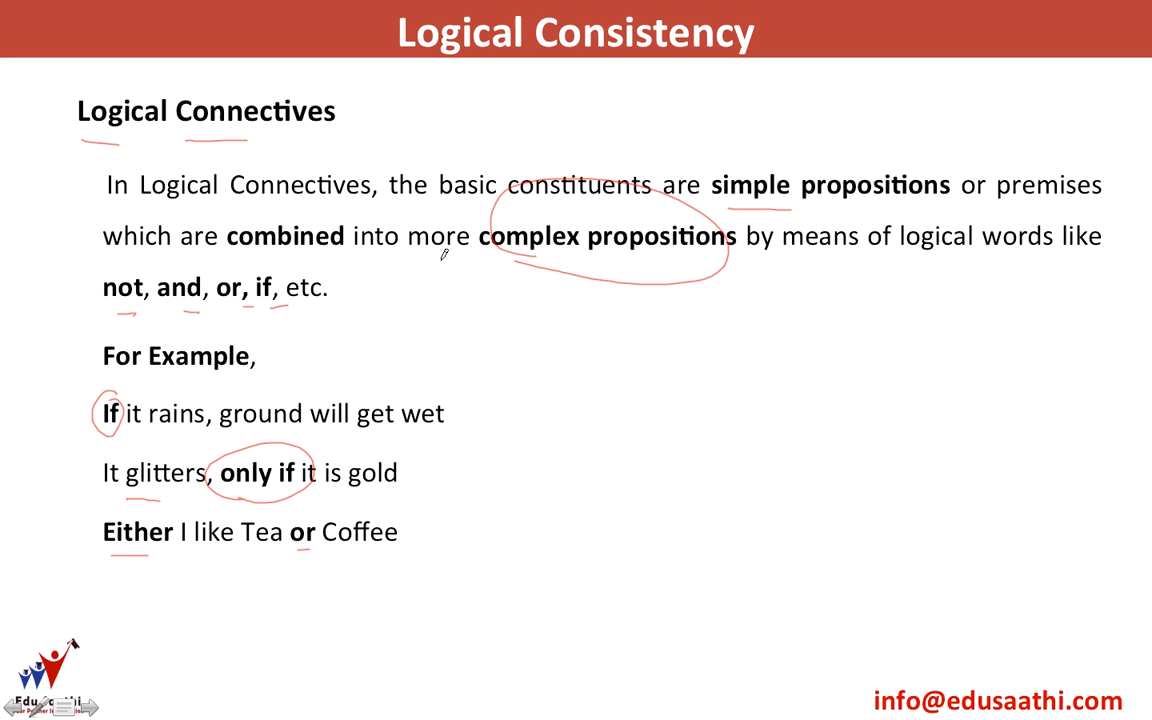 Logical Consistency
Logical Connectives
In Logical Connectives, the basic constituents are simple propositions or premises
which are combined into more complex propositions by means of logical words like
not, and, or, if, etc.
For Example,
If it rains, ground will get wet
It glitters, only if it is gold
Either I like Tea or Coffee
info@edusaathi.com